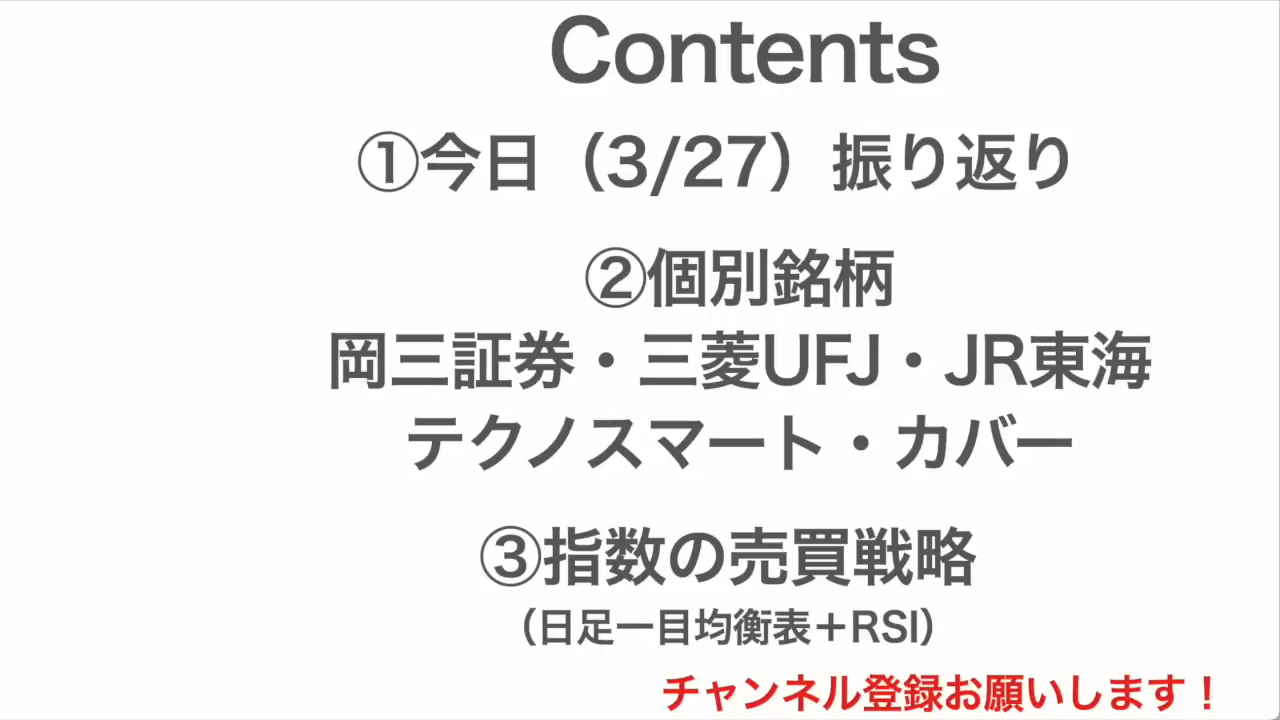 Contents
①今日（3/27）振り返り
②個別銘柄
岡三証券・三菱UFJ・JR東海
テクノスマート・カバー
③指数の売買戦略
（日足一目均衡表＋RSI）
チャンネル登録お願いします！